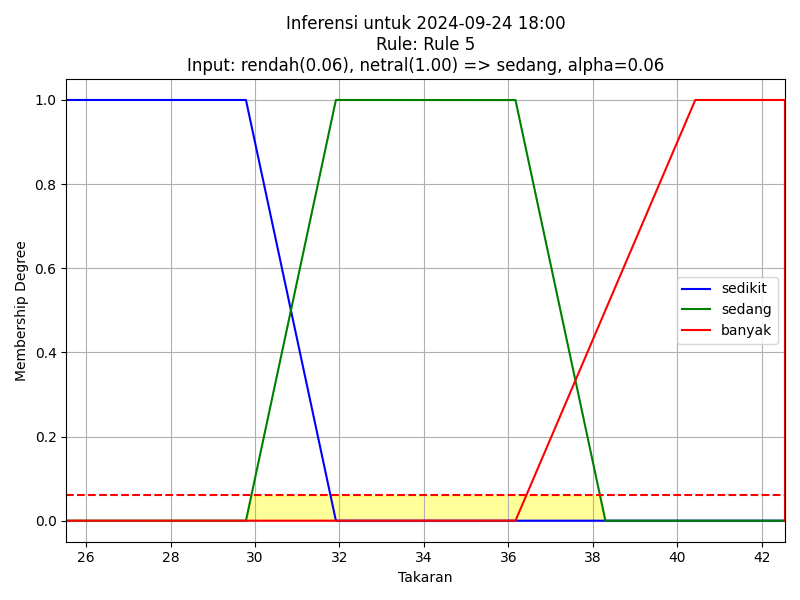 Inferensi untuk 2024-09-24 18:00
Rule: Rule 5
Input: rendah(0.06), netral(1.00) => sedang, alpha=0.06
1.0
0.8
0.6
0.4
0.2
0.0
Membership Degree
sedikit
sedang
banyak
26 28 30 32 34 36 38 40 42
Takaran